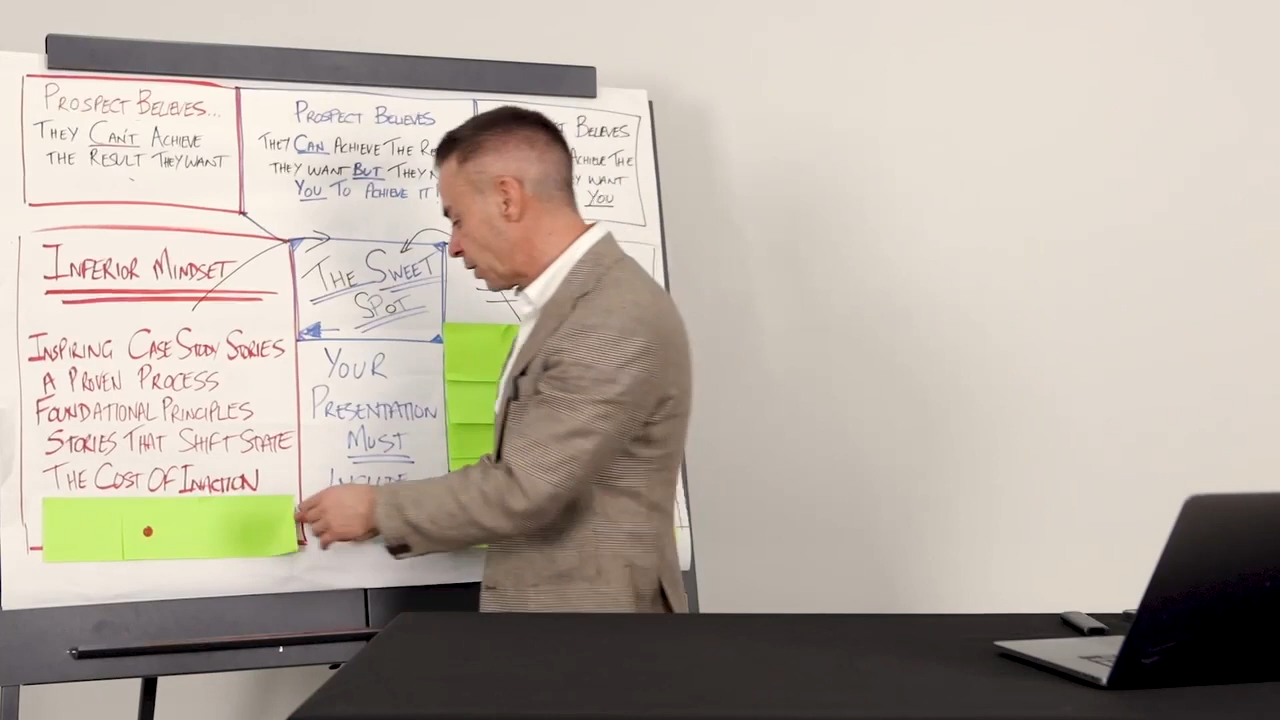 PROSPECT BELIEVES...
THEY CAN'T ACHIEVE
THE RESULT THEY WANT
PROSPECT BELIEVES
THEY CAN ACHIEVE THE
THEY WANT BUT THEY
YOU TO ACHIEVE IT!
BELIEVES
ACHIEVE THE
WANT
YOU
INFERIOR MINDSET
INSPIRING CASE STUDY STORIES
A PROVEN PROCESS
FOUNDATIONAL PRINCIPLES
STORIES THAT SHIFT STATE
THE COST OF INACTION
THE SWEET
SPOT
YOUR
PRESENTATION
MUST
INCLUDE